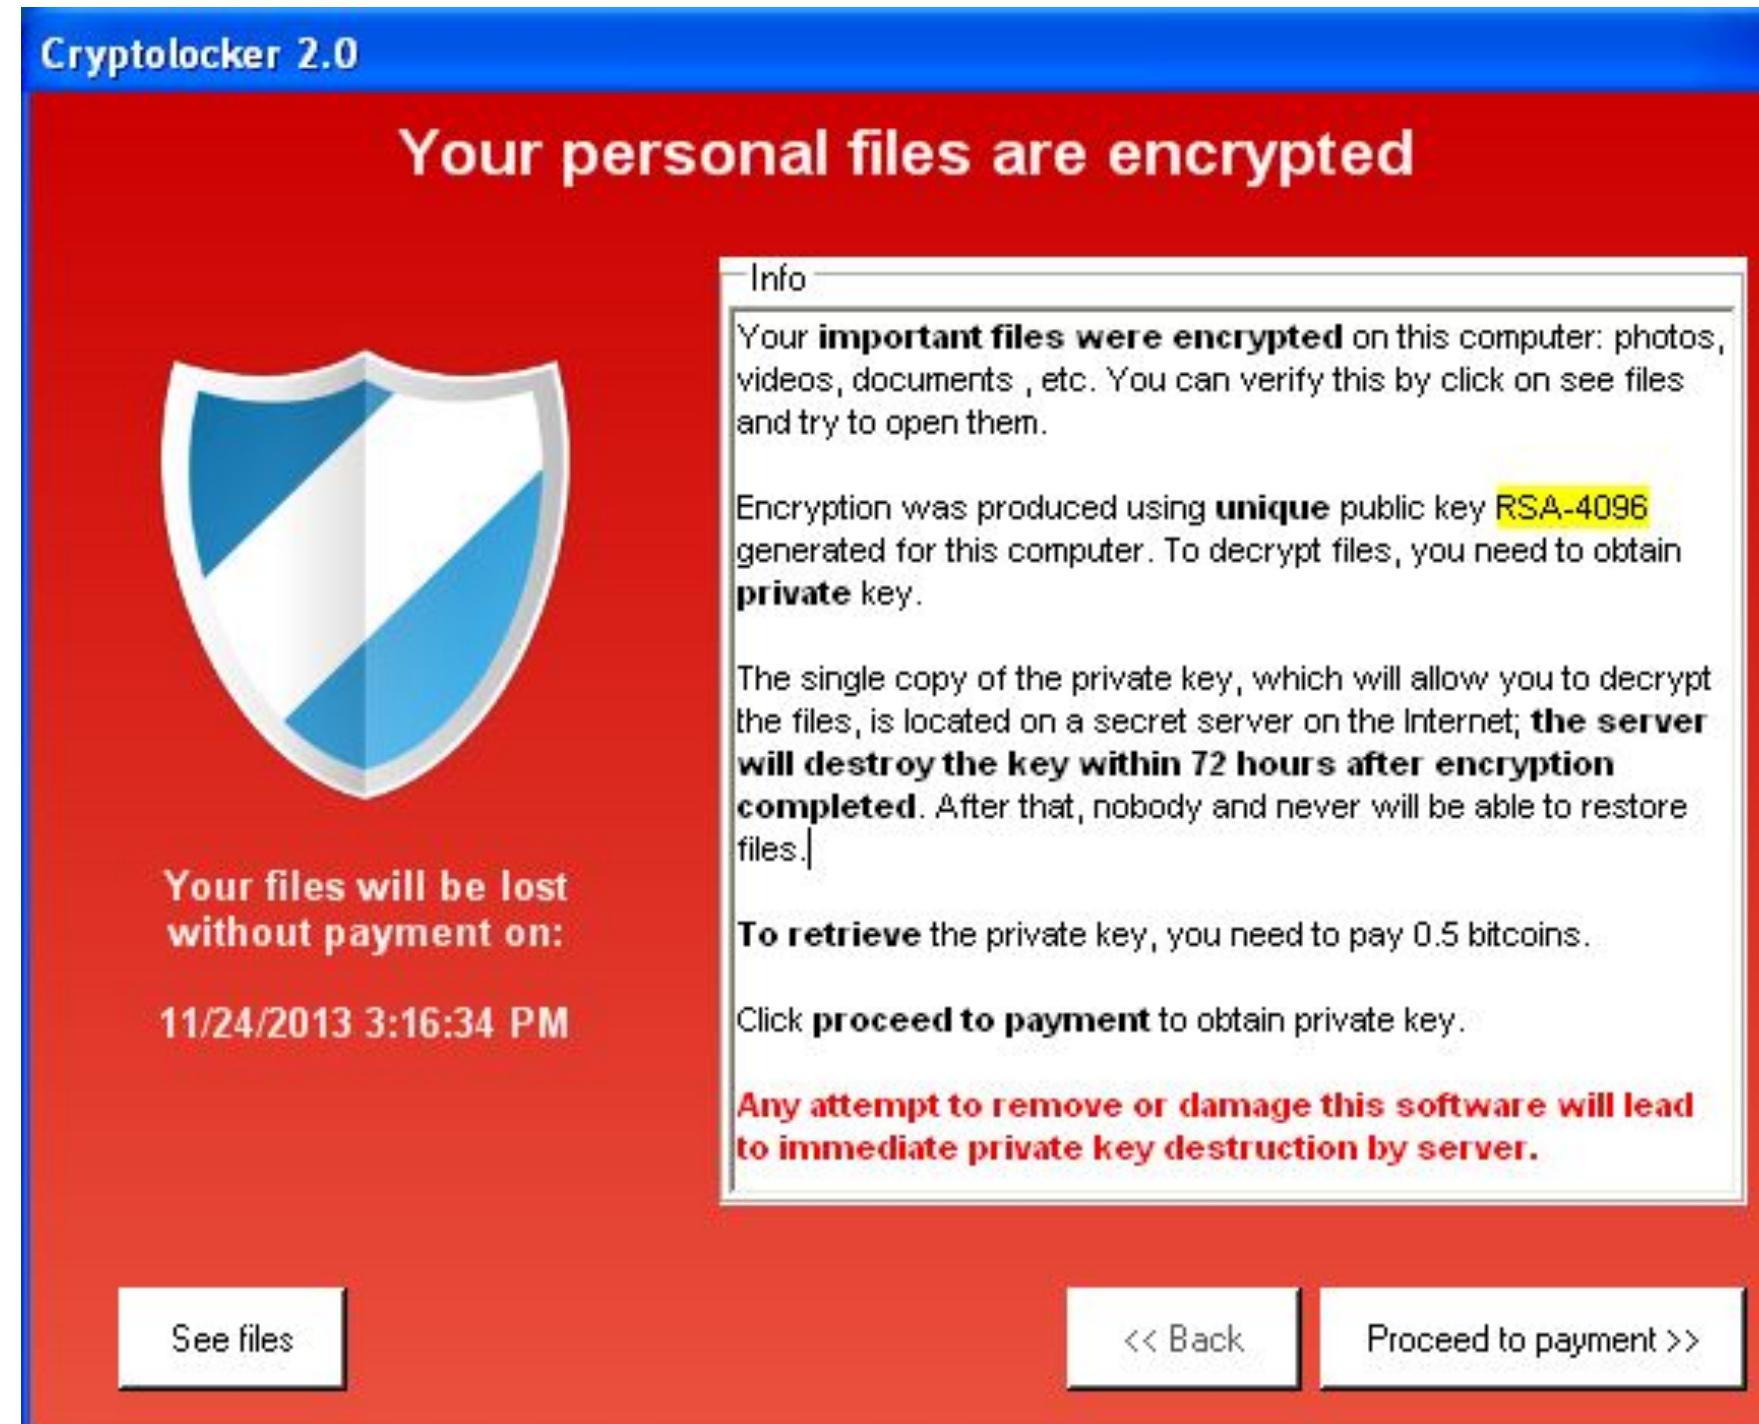 Cryptolocker 2.0
Your personal files are encrypted
Info
Your important files were encrypted on this computer: photos,
videos, documents , etc. You can verify this by click on see files
and try to open them.
Encryption was produced using unique public key RSA-4096
generated for this computer. To decrypt files, you need to obtain
private key.
The single copy of the private key, which will allow you to decrypt
the files, is located on a secret server on the Internet; the server
will destroy the key within 72 hours after encryption
completed. After that, nobody and never will be able to restore
files.
To retrieve the private key, you need to pay 0.5 bitcoins.
Click proceed to payment to obtain private key.
Any attempt to remove or damage this software will lead
to immediate private key destruction by server.
Your files will be lost
without payment on:
11/24/2013 3:16:34 PM
See files
<< Back
Proceed to payment >>